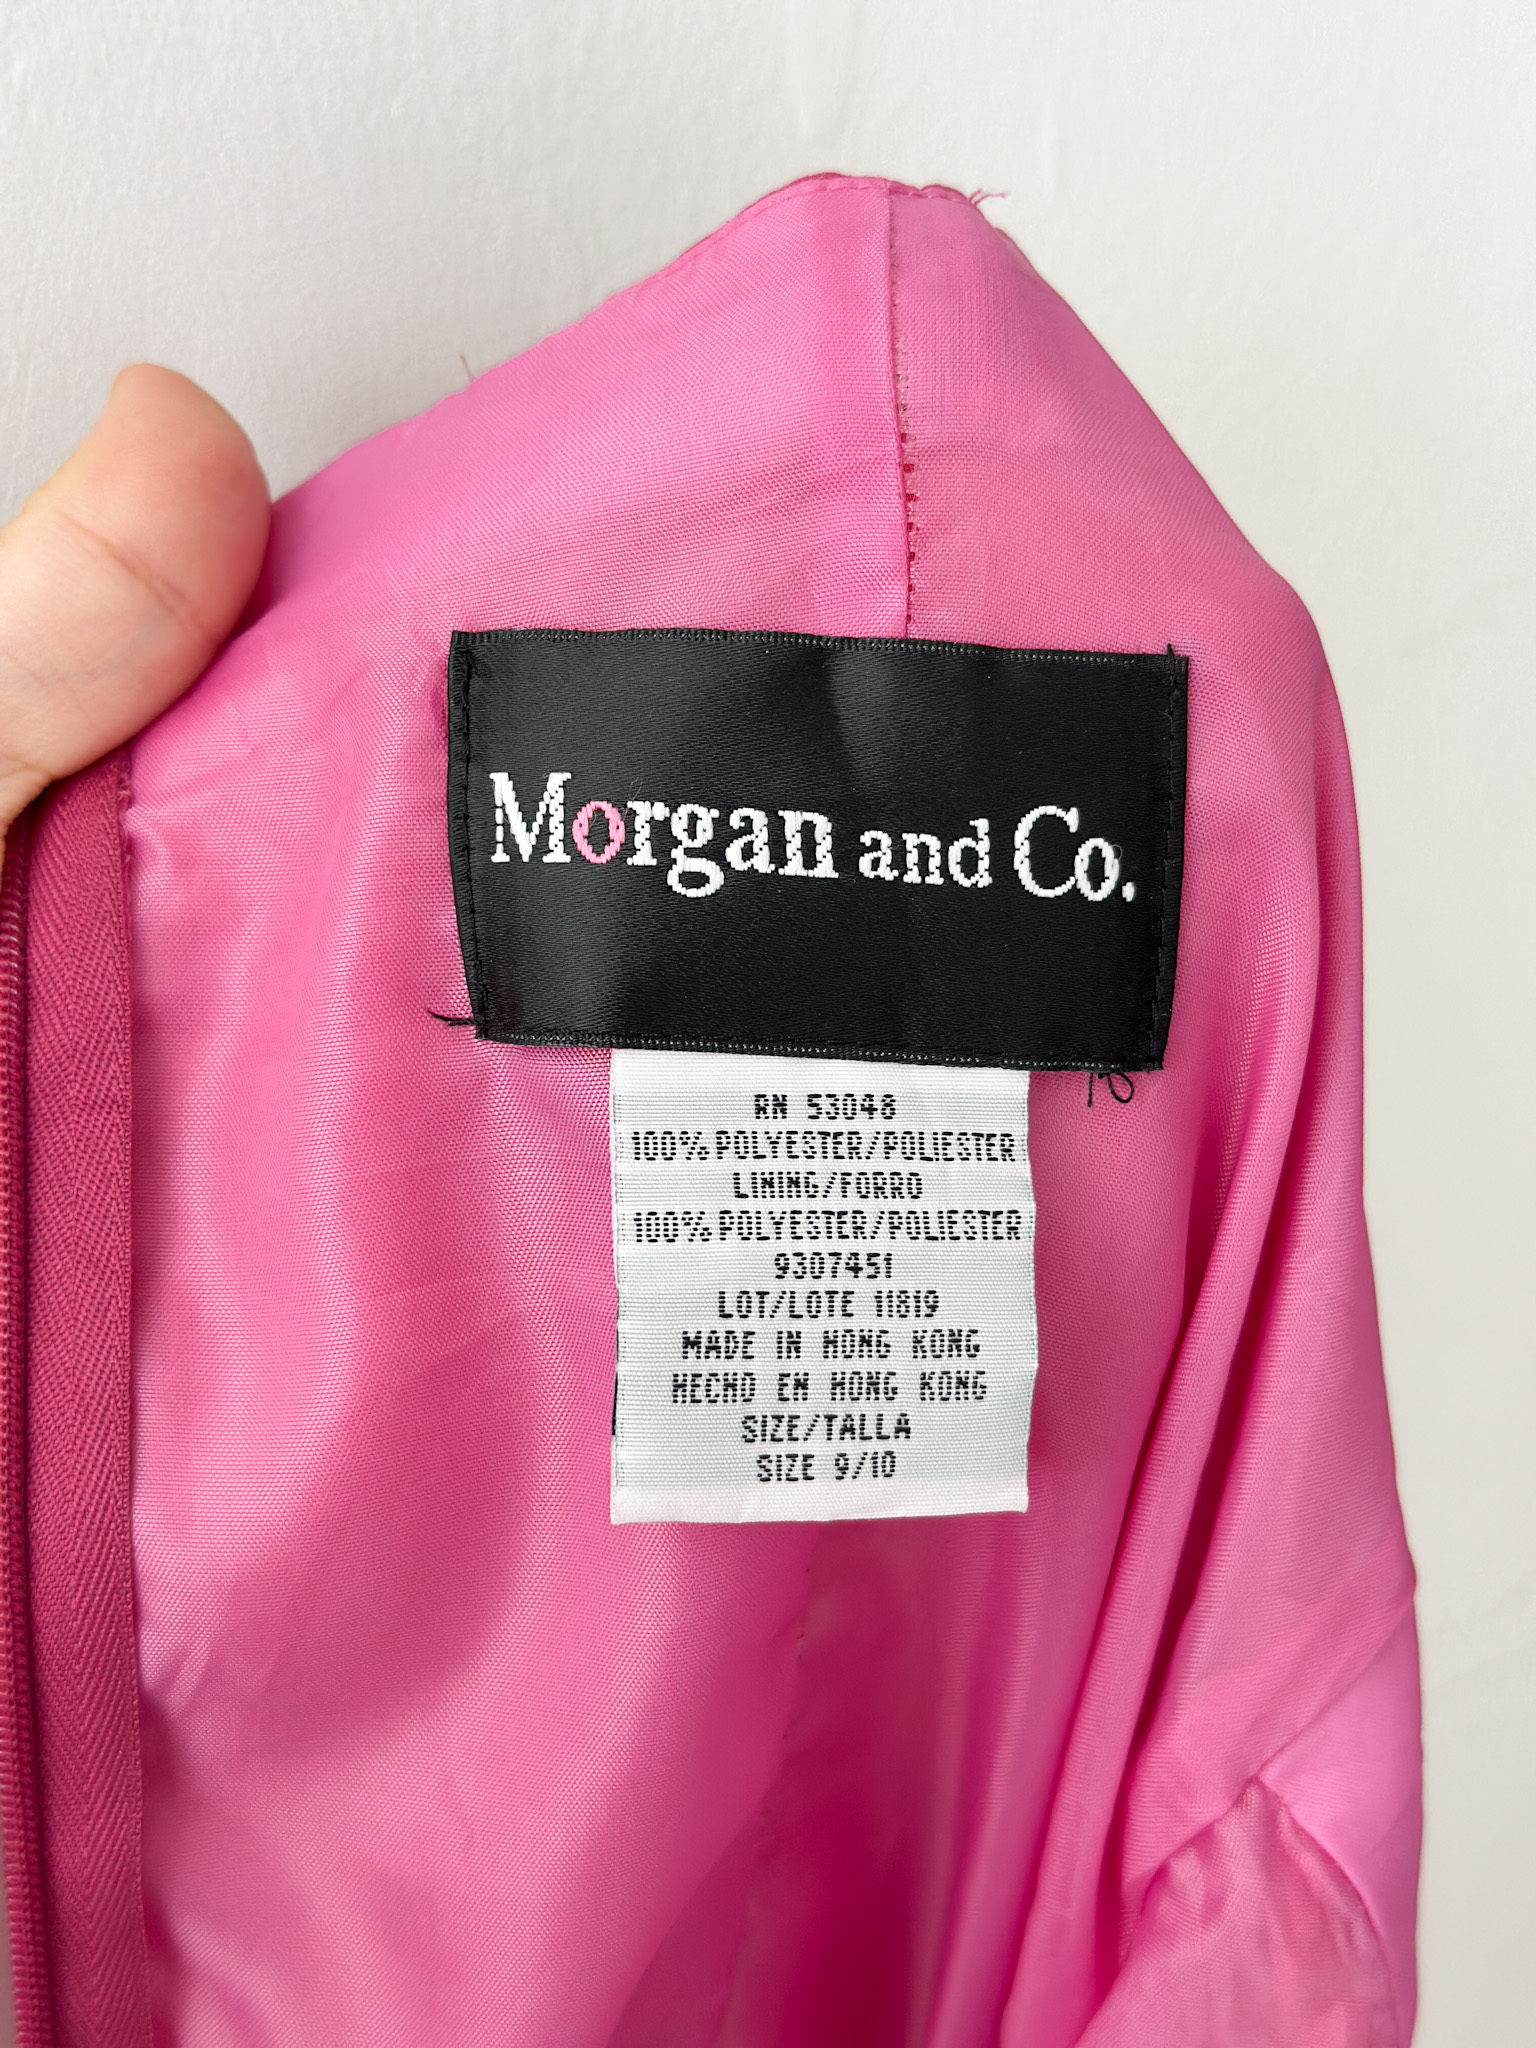 Morgan and Co.
RN 53048
100% POLYESTER/POLIESTER
LINING/FORRO
100% POLYESTER/POLIESTER
9307451
LOT/LOTE 11819
MADE IN HONG KONG
HECHO EN HONG KONG
SIZE/TALLA
SIZE 9/10